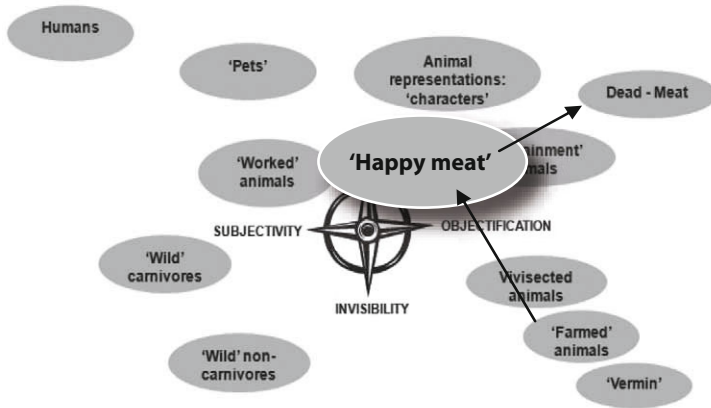 Humans
'Pets'
Animal
representations:
'characters'
Dead - Meat
'Happy meat'
'Worked'
animals
SUBJECTIVITY
OBJECTIFICATION
'Wild'
carnivores
INVISIBILITY
Vivisected
animals
'Farmed'
animals
'Wild' non-
carnivores
'Vermin'